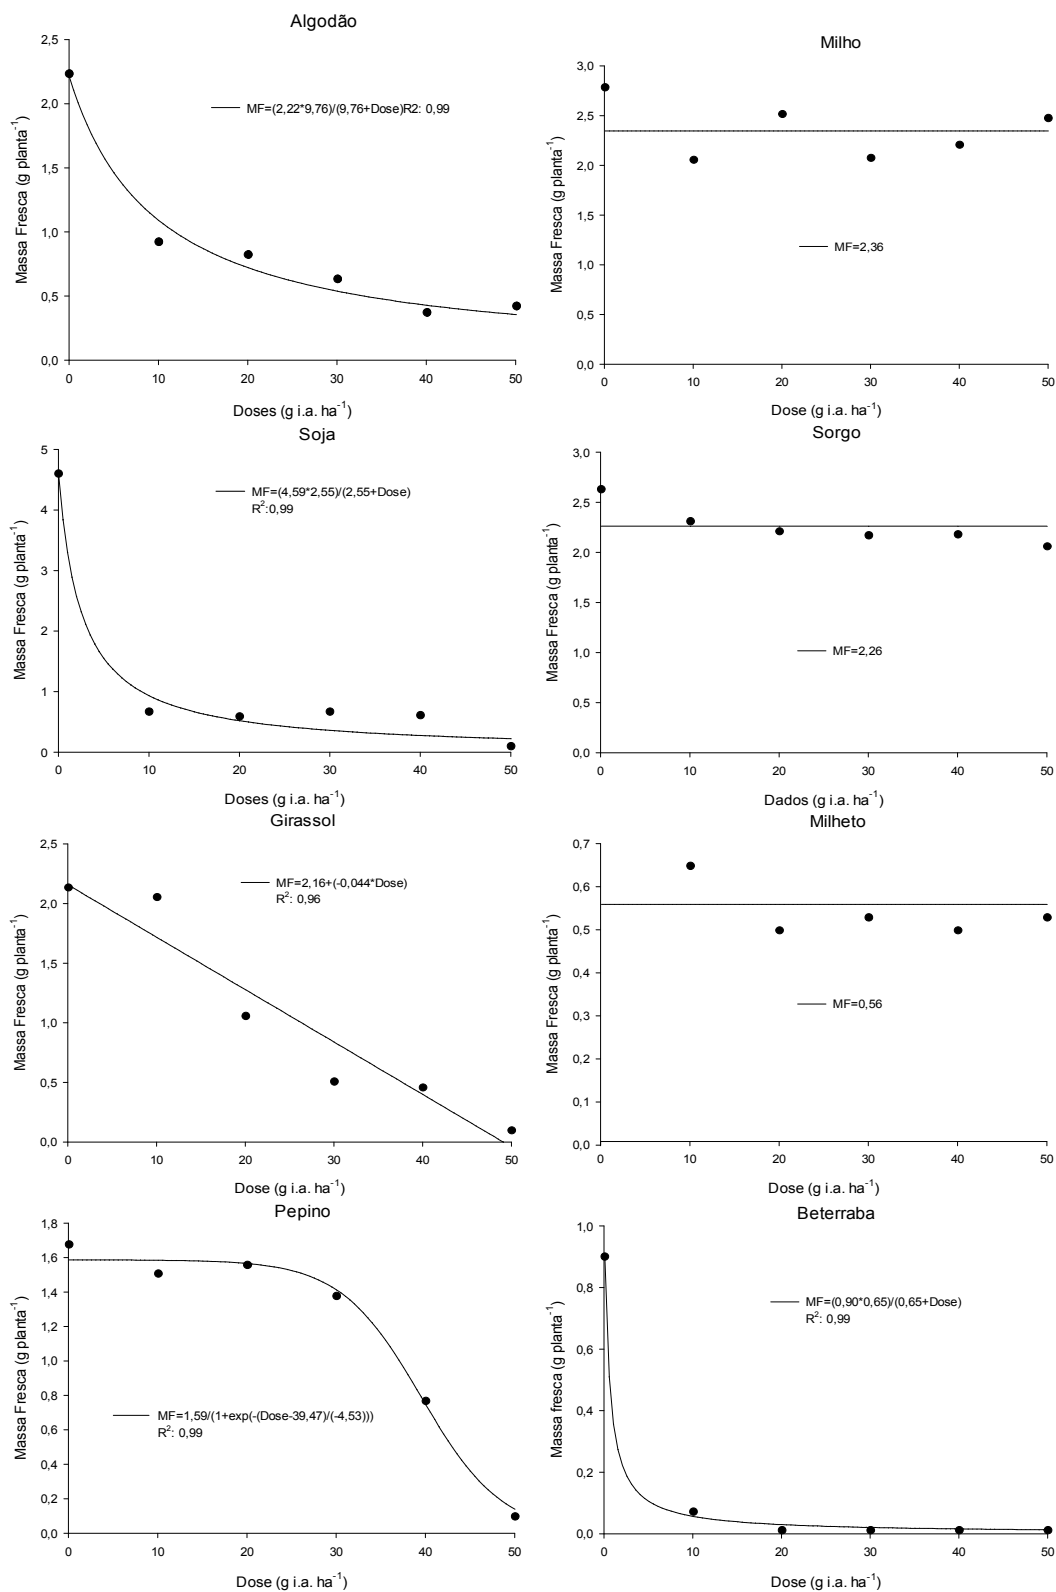 Algodão
Massa Fresca (g planta⁻¹)
2,5
2,0
1,5
1,0
0,5
0,0
MF=(2,22*9,76)/(9,76+Dose)R2: 0,99
0 10 20 30 40 50
Doses (g i.a. ha⁻¹)
Milho
Massa Fresca (g planta⁻¹)
3,0
2,5
2,0
1,5
1,0
0,5
0,0
MF=2,36
0 10 20 30 40 50
Dose (g i.a. ha⁻¹)
Soja
Massa Fresca (g planta⁻¹)
5
4
3
2
1
0
MF=(4,59*2,55)/(2,55+Dose)
R²:0,99
0 10 20 30 40 50
Doses (g i.a. ha⁻¹)
Sorgo
Massa Fresca (g planta⁻¹)
3,0
2,5
2,0
1,5
1,0
0,5
0,0
MF=2,26
0 10 20 30 40 50
Dados (g i.a. ha⁻¹)
Girassol
Massa Fresca (g planta⁻¹)
2,5
2,0
1,5
1,0
0,5
0,0
MF=2,16+(-0,044*Dose)
R²: 0,96
0 10 20 30 40 50
Dose (g i.a. ha⁻¹)
Milheto
Massa Fresca (g planta⁻¹)
0,7
0,6
0,5
0,4
0,3
0,2
0,1
0,0
MF=0,56
0 10 20 30 40 50
Dose (g i.a. ha⁻¹)
Pepino
Massa Fresca (g planta⁻¹)
1,8
1,6
1,4
1,2
1,0
0,8
0,6
0,4
0,2
0,0
MF=1,59/(1+exp(-(Dose-39,47)/(-4,53)))
R²: 0,99
0 10 20 30 40 50
Dose (g i.a. ha⁻¹)
Beterraba
Massa fresca (g planta⁻¹)
1,0
0,8
0,6
0,4
0,2
0,0
MF=(0,90*0,65)/(0,65+Dose)
R²: 0,99
0 10 20 30 40 50
Dose (g i.a. ha⁻¹)